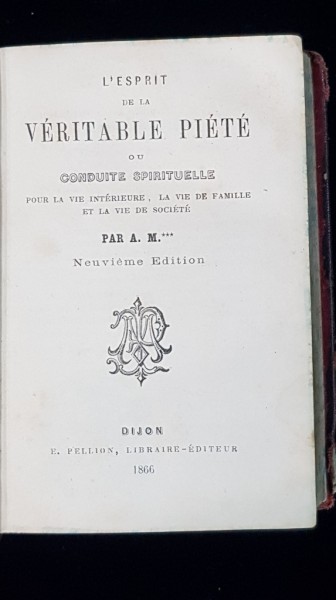 L'ESPRIT
DE LA
VÉRITABLE PIÉTÉ
OU
CONDUITE SPIRITUELLE
POUR LA VIE INTÉRIEURE, LA VIE DE FAMILLE
ET LA VIE DE SOCIÉTÉ
PAR A. M.***
Neuvième Edition
DIJON
E. PELLION, LIBRAIRE-ÉDITEUR
1866